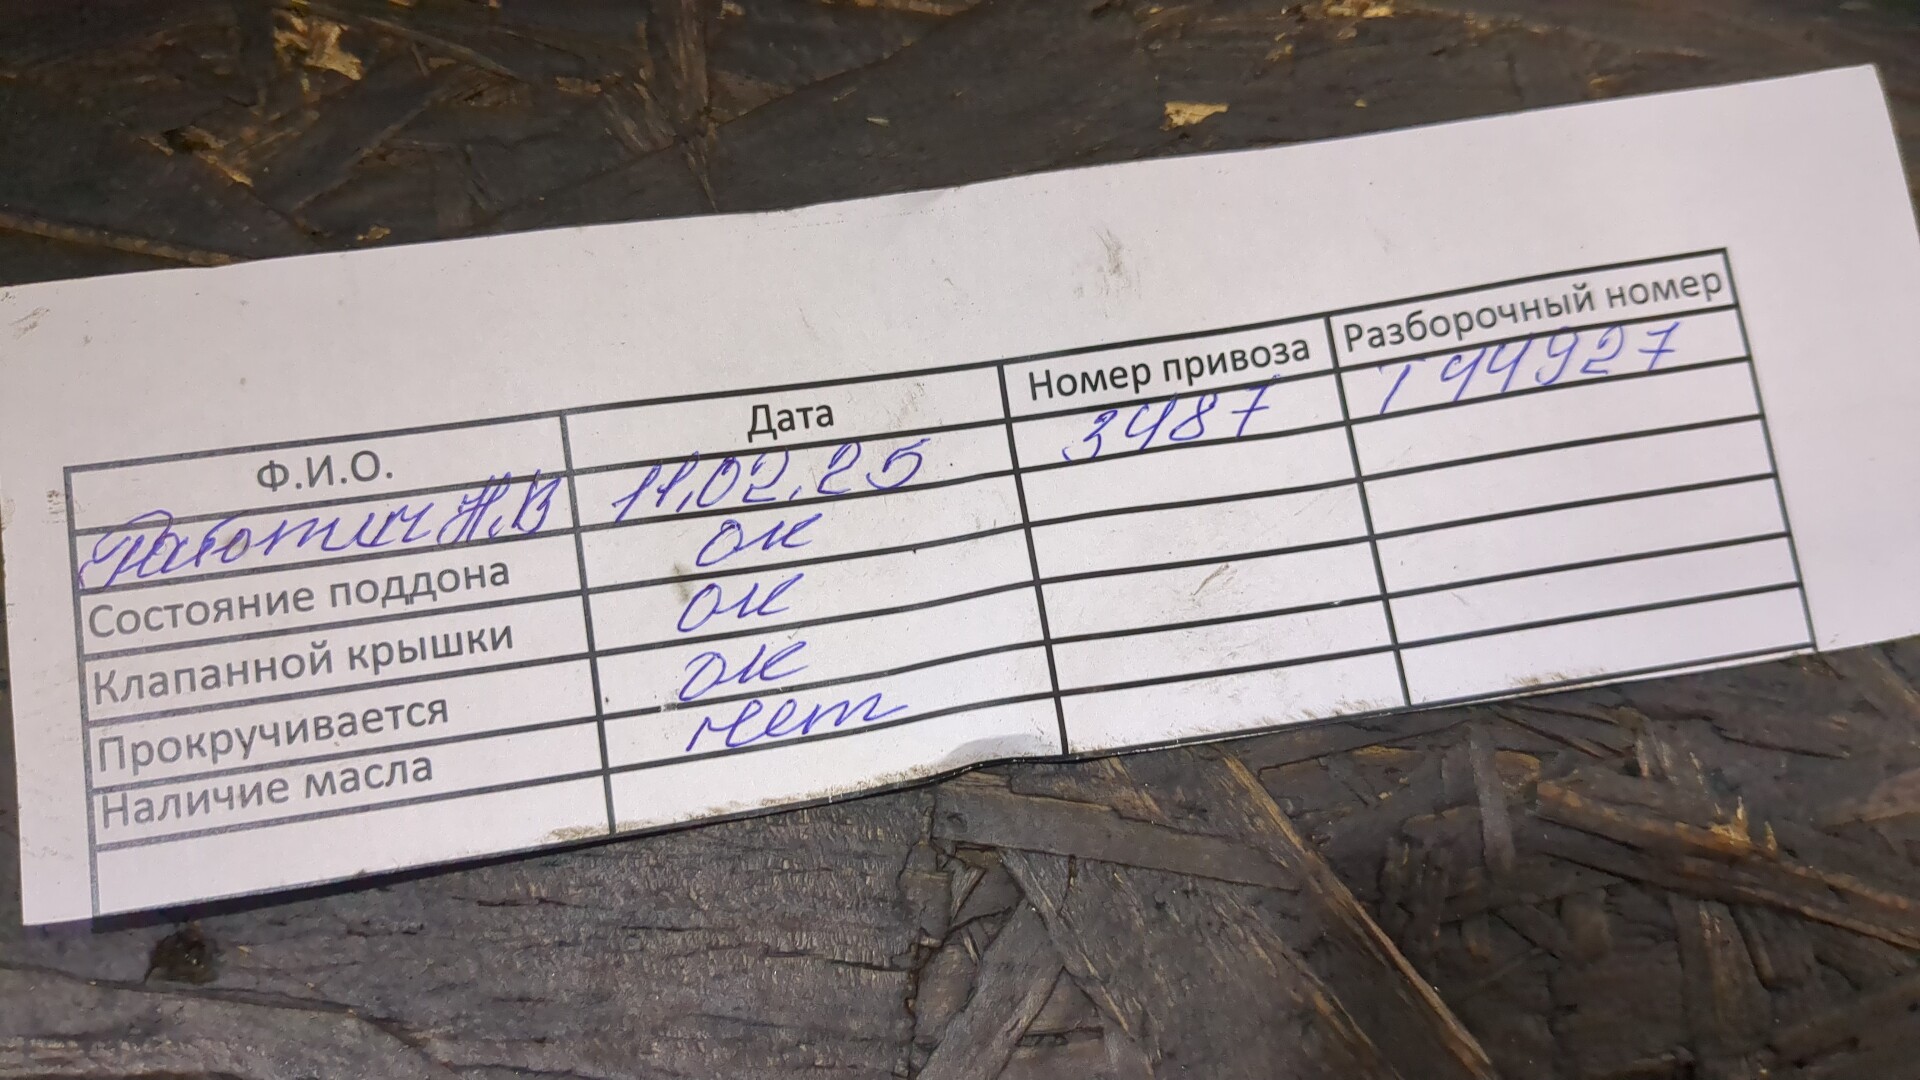 Ф.И.О. Дата Номер привоза Разборочный номер
11.02.25 3487 Т44927
Состояние поддона ок
Клапанной крышки ок
Прокручивается ок
Наличие масла нет